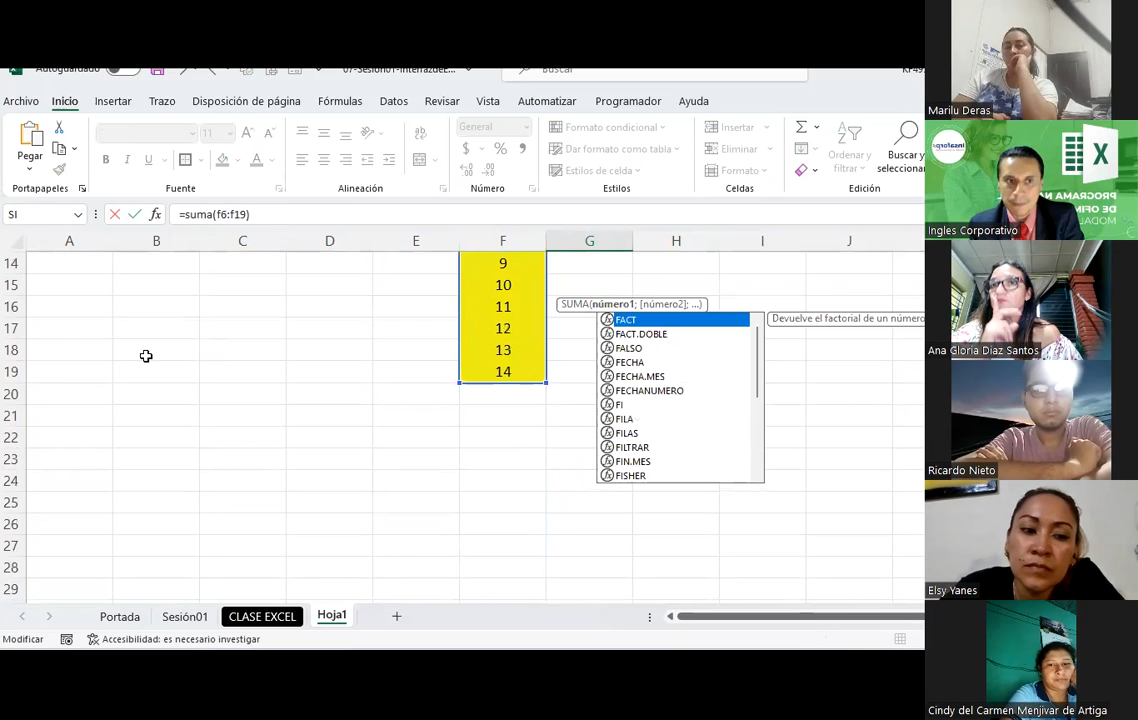 Autoguardado
07-Sesión01-InterfazdeE...
Buscar
Archivo Inicio Insertar Trazo Disposición de página Fórmulas Datos Revisar Vista Automatizar Programador Ayuda
Pegar
11
General
Formato condicional
Dar formato como tabla
Estilos de celda
Insertar
Eliminar
Formato
Ordenar y
filtrar
Buscar y
seleccionar
Portapapeles Fuente Alineación Número Estilos Celdas Edición
SI =suma(f6:f19)
A B C D E F G H I J
14 9
15 10
16 11
17 12
18 13
19 14
20
21
22
23
24
25
26
27
28
29
SUMA(número1; [número2]; ...)
FACT
Devuelve el factorial de un número
FACT.DOBLE
FALSO
FECHA
FECHA.MES
FECHANUMERO
FI
FILA
FILAS
FILTRAR
FIN.MES
FISHER
Portada Sesión01 CLASE EXCEL Hoja1
Modificar Accesibilidad: es necesario investigar
Marilu Deras
PROGRAMA
DE OFIM
MODAL
Ingles Corporativo
Ana Gloria Diaz Santos
Ricardo Nieto
Elsy Yanes
Cindy del Carmen Menjivar de Artiga